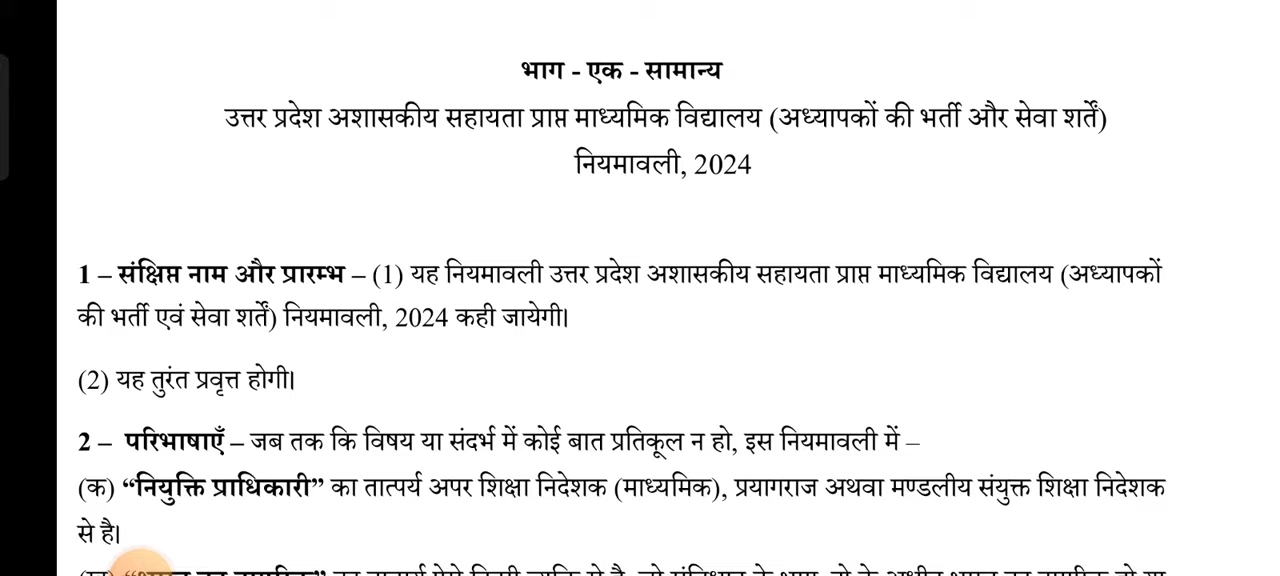 भाग - एक - सामान्य
उत्तर प्रदेश अशासकीय सहायता प्राप्त माध्यमिक विद्यालय (अध्यापकों की भर्ती और सेवा शर्तें)
नियमावली, 2024
1 – संक्षिप्त नाम और प्रारम्भ – (1) यह नियमावली उत्तर प्रदेश अशासकीय सहायता प्राप्त माध्यमिक विद्यालय (अध्यापकों
की भर्ती एवं सेवा शर्तें) नियमावली, 2024 कही जायेगी।
(2) यह तुरंत प्रवृत्त होगी।
2 – परिभाषाएँ – जब तक कि विषय या संदर्भ में कोई बात प्रतिकूल न हो, इस नियमावली में –
(क) “नियुक्ति प्राधिकारी” का तात्पर्य अपर शिक्षा निदेशक (माध्यमिक), प्रयागराज अथवा मण्डलीय संयुक्त शिक्षा निदेशक
से है।